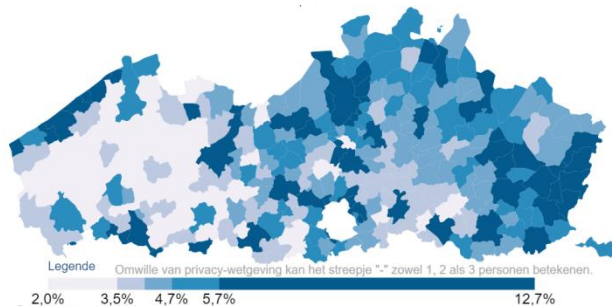 Legende Omwille van privacy-wetgeving kan het streepje "-" zowel 1, 2 als 3 personen betekenen.
2,0% 3,5% 4,7% 5,7% 12,7%